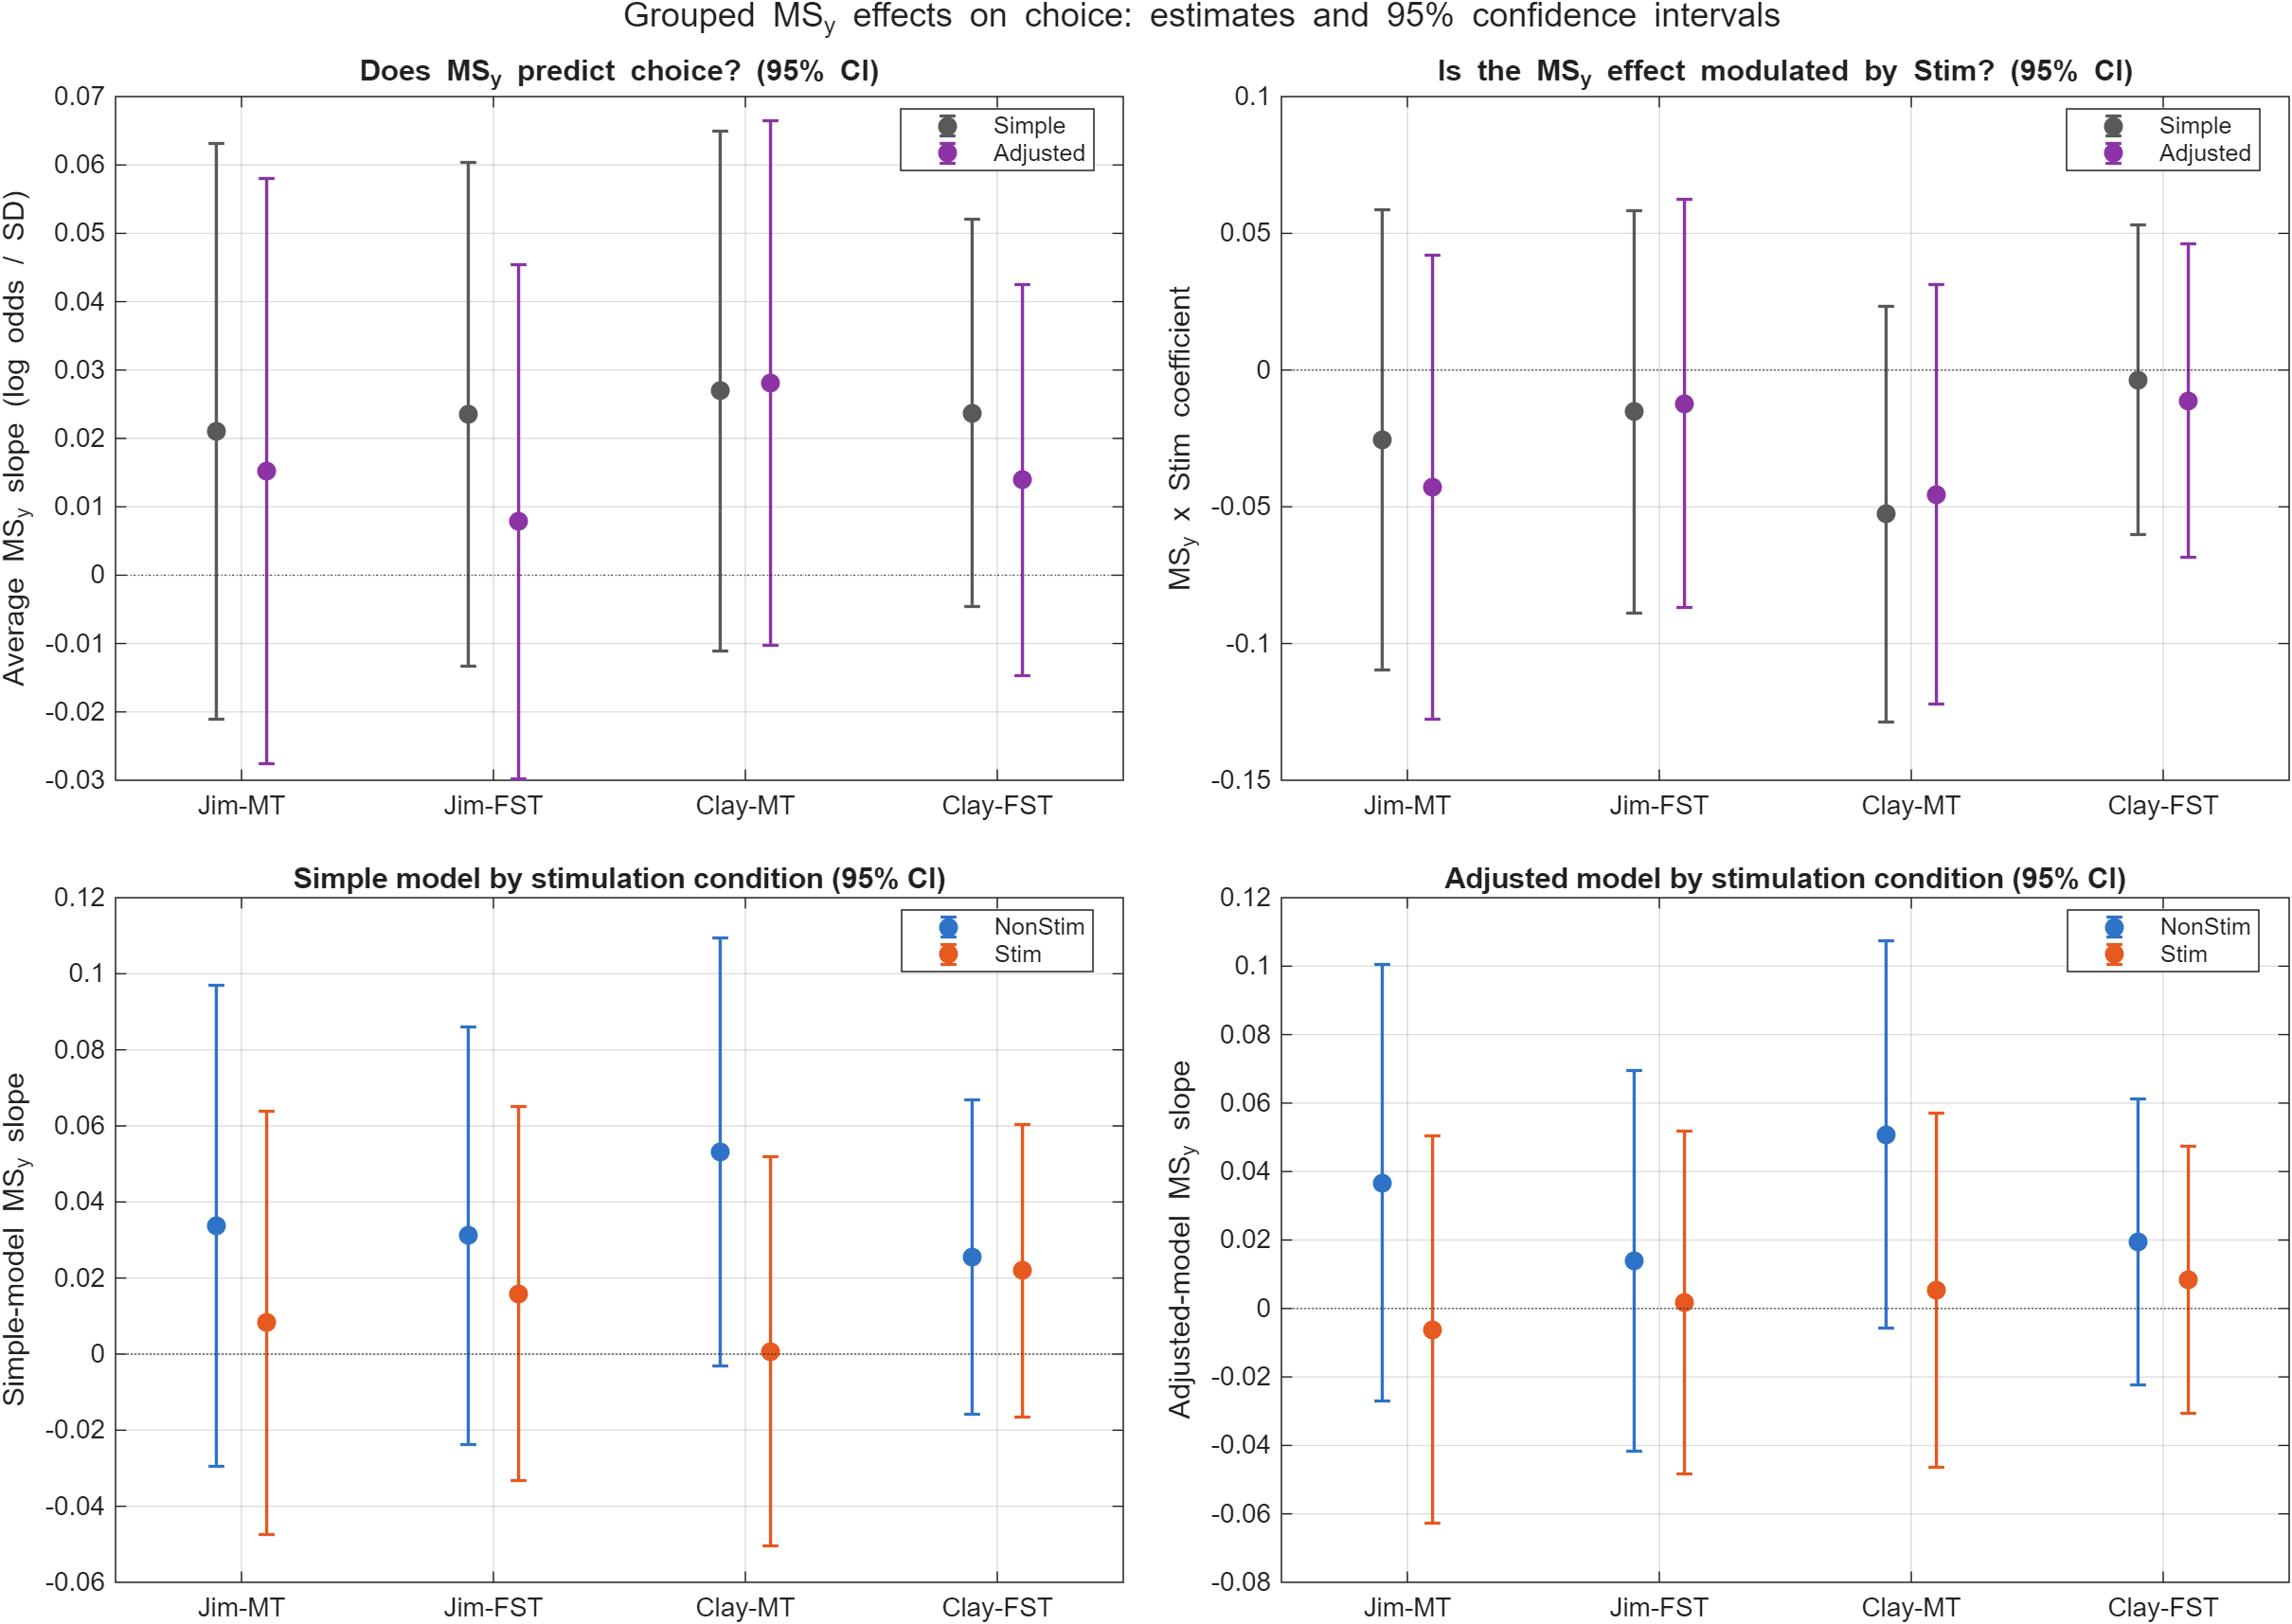 Grouped MSy effects on choice: estimates and 95% confidence intervals
Does MSy predict choice? (95% CI)
Average MSy slope (log odds / SD)
0.07
0.06
0.05
0.04
0.03
0.02
0.01
0
-0.01
-0.02
-0.03
Simple
Adjusted
Jim-MT
Jim-FST
Clay-MT
Clay-FST
Is the MSy effect modulated by Stim? (95% CI)
MSy x Stim coefficient
0.1
0.05
0
-0.05
-0.1
-0.15
Simple
Adjusted
Jim-MT
Jim-FST
Clay-MT
Clay-FST
Simple model by stimulation condition (95% CI)
Simple-model MSy slope
0.12
0.1
0.08
0.06
0.04
0.02
0
-0.02
-0.04
-0.06
NonStim
Stim
Jim-MT
Jim-FST
Clay-MT
Clay-FST
Adjusted model by stimulation condition (95% CI)
Adjusted-model MSy slope
0.12
0.1
0.08
0.06
0.04
0.02
0
-0.02
-0.04
-0.06
-0.08
NonStim
Stim
Jim-MT
Jim-FST
Clay-MT
Clay-FST